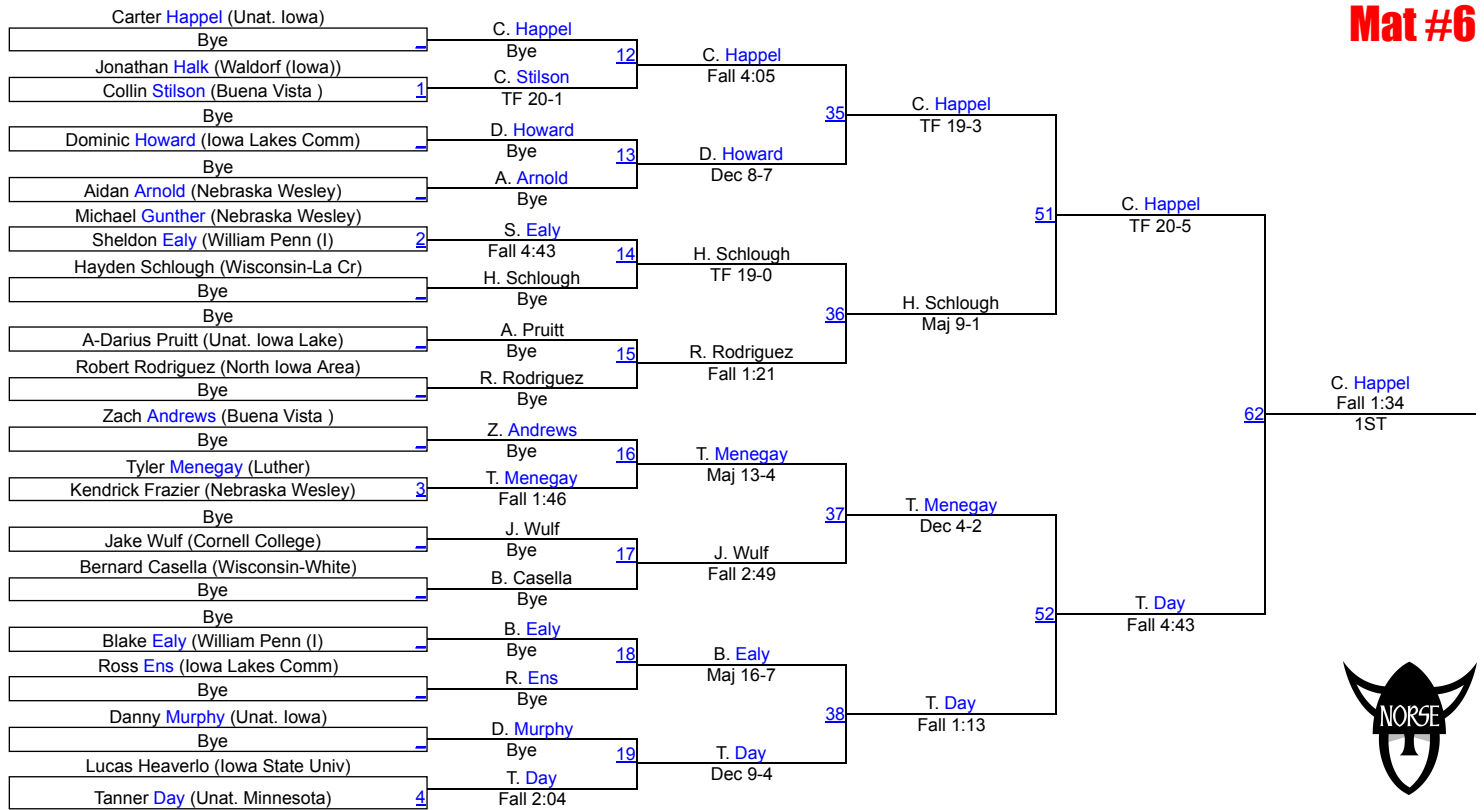 Mat #6
Carter Happel (Unat. Iowa)
Bye
Jonathan Halk (Waldorf (Iowa))
Collin Stilson (Buena Vista ) 1
Bye
Dominic Howard (Iowa Lakes Comm)
Bye
Aidan Arnold (Nebraska Wesley)
Michael Gunther (Nebraska Wesley)
Sheldon Ealy (William Penn (I) 2
Hayden Schlough (Wisconsin-La Cr)
Bye
Bye
A-Darius Pruitt (Unat. Iowa Lake)
Robert Rodriguez (North Iowa Area)
Bye
Zach Andrews (Buena Vista )
Bye
Tyler Menegay (Luther)
Kendrick Frazier (Nebraska Wesley) 3
Bye
Jake Wulf (Cornell College)
Bernard Casella (Wisconsin-White)
Bye
Bye
Blake Ealy (William Penn (I)
Ross Ens (Iowa Lakes Comm)
Bye
Danny Murphy (Unat. Iowa)
Bye
Lucas Heaverlo (Iowa State Univ)
Tanner Day (Unat. Minnesota) 4
C. Happel
Bye 12
C. Stilson
TF 20-1
D. Howard
Bye 13
A. Arnold
Bye
S. Ealy
Fall 4:43 14
H. Schlough
Bye
A. Pruitt
Bye 15
R. Rodriguez
Bye
Z. Andrews
Bye 16
T. Menegay
Fall 1:46
J. Wulf
Bye 17
B. Casella
Bye
B. Ealy
Bye 18
R. Ens
Bye
D. Murphy
Bye 19
T. Day
Fall 2:04
C. Happel
Fall 4:05
35
D. Howard
Dec 8-7
H. Schlough
TF 19-0
36
R. Rodriguez
Fall 1:21
T. Menegay
Maj 13-4
37
J. Wulf
Fall 2:49
B. Ealy
Maj 16-7
38
T. Day
Dec 9-4
C. Happel
TF 19-3
51
H. Schlough
Maj 9-1
T. Menegay
Dec 4-2
52
T. Day
Fall 1:13
C. Happel
TF 20-5
62
T. Day
Fall 4:43
C. Happel
Fall 1:34
1ST
NORSE